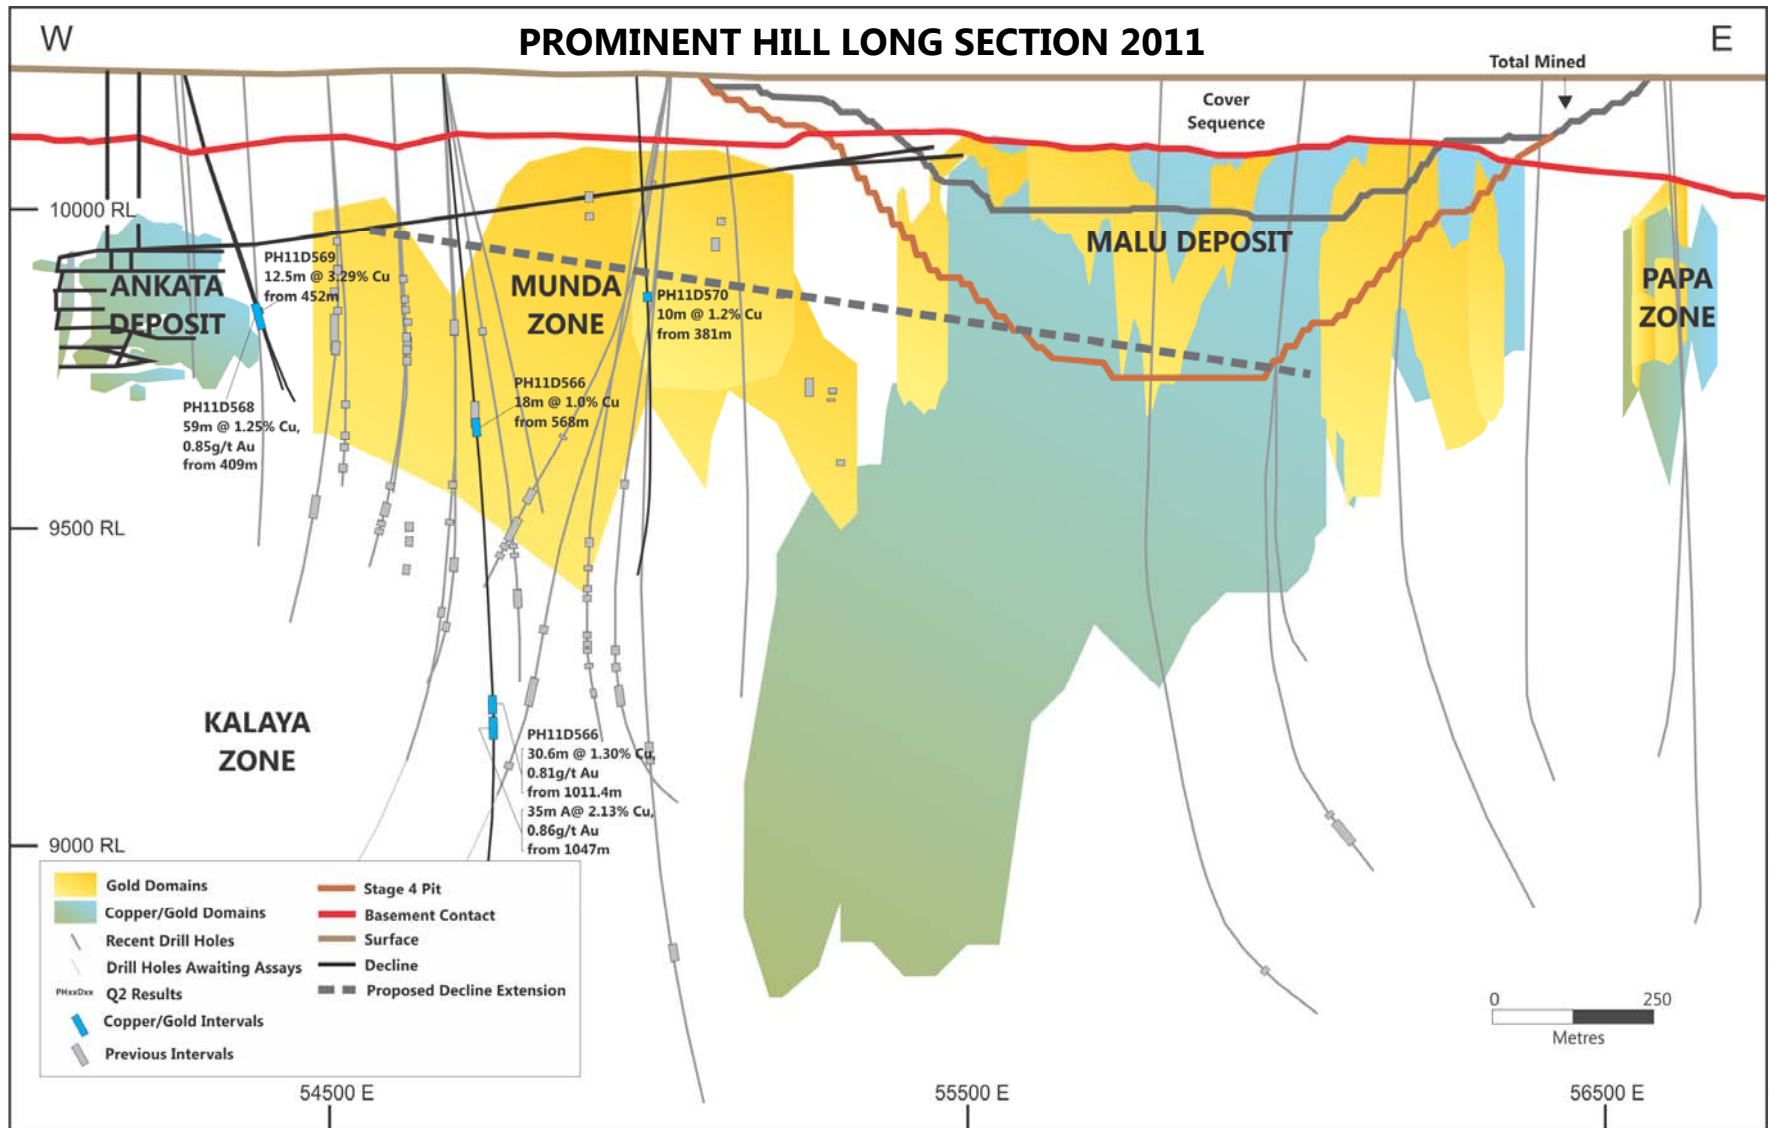 W
PROMINENT HILL LONG SECTION 2011
E
Total Mined
Cover
Sequence
10000 RL
MALU DEPOSIT
PH11D569
12.5m @ 3.29% Cu
from 452m
ANKATA
DEPOSIT
MUNDA
ZONE
PH11D570
10m @ 1.2% Cu
from 381m
PAPA
ZONE
PH11D566
18m @ 1.0% Cu
from 568m
PH11D568
59m @ 1.25% Cu,
0.85g/t Au
from 409m
9500 RL
KALAYA
ZONE
PH11D566
30.6m @ 1.30% Cu,
0.81g/t Au
from 1011.4m
35m A@ 2.13% Cu,
0.86g/t Au
from 1047m
9000 RL
Gold Domains
Copper/Gold Domains
Recent Drill Holes
Drill Holes Awaiting Assays
PHxxDxx Q2 Results
Copper/Gold Intervals
Previous Intervals
Stage 4 Pit
Basement Contact
Surface
Decline
Proposed Decline Extension
0 250
Metres
54500 E
55500 E
56500 E